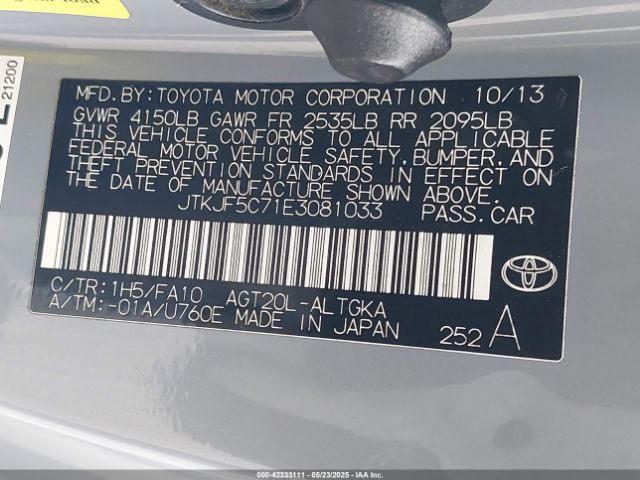 21200
MFD. BY: TOYOTA MOTOR CORPORATION 10/13
GVWR 4150LB GAWR FR 2535LB RR 2095LB
THIS VEHICLE CONFORMS TO ALL APPLICABLE
FEDERAL MOTOR VEHICLE SAFETY, BUMPER, AND
THEFT PREVENTION STANDARDS IN EFFECT ON
THE DATE OF MANUFACTURE SHOWN ABOVE.
JTKJF5C71E3081033 PASS. CAR
C/TR: 1H5/FA10 AGT20L-ALTGKA
A/TM: -01A/U760E MADE IN JAPAN 252 A
000-42333111 - 05/23/2025 - IAAI.COM